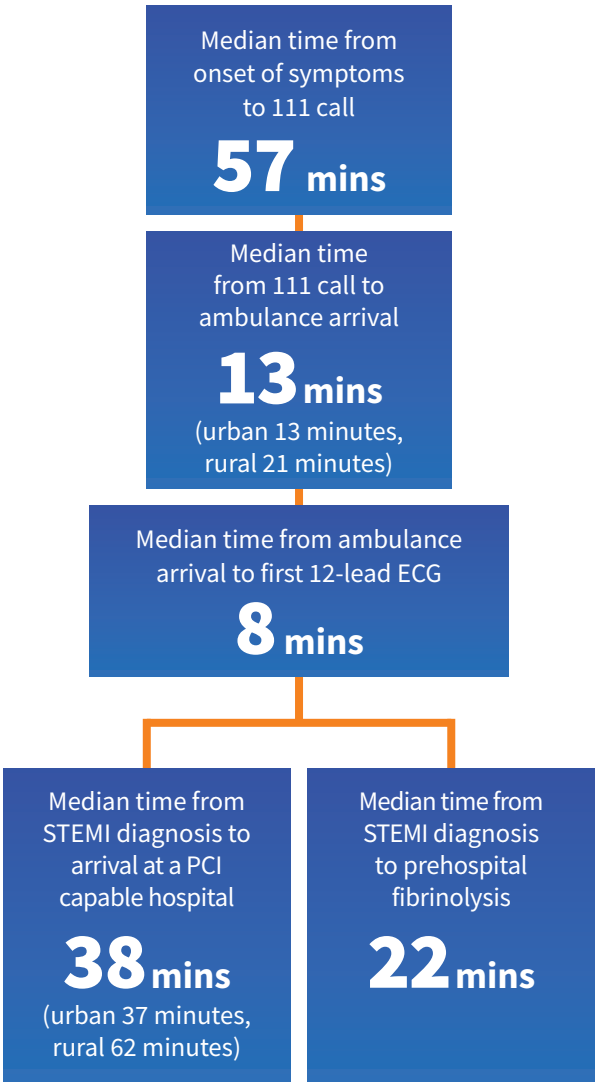 Median time from
onset of symptoms
to 111 call
57 mins
Median time
from 111 call to
ambulance arrival
13 mins
(urban 13 minutes,
rural 21 minutes)
Median time from ambulance
arrival to first 12-lead ECG
8 mins
Median time from
STEMI diagnosis to
arrival at a PCI
capable hospital
38 mins
(urban 37 minutes,
rural 62 minutes)
Median time from
STEMI diagnosis
to prehospital
fibrinolysis
22 mins